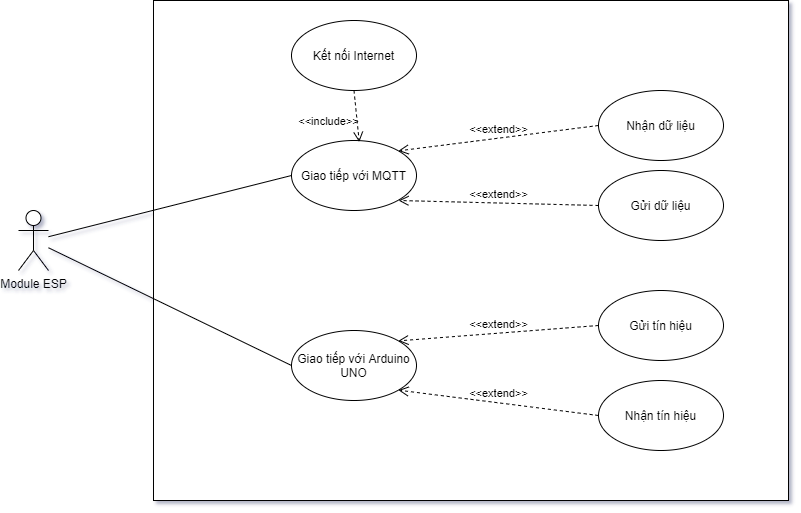 Kết nối Internet
<<include>>
Giao tiếp với MQTT
<<extend>>
Nhận dữ liệu
<<extend>>
Gửi dữ liệu
Module ESP
Giao tiếp với Arduino
UNO
<<extend>>
Gửi tín hiệu
<<extend>>
Nhận tín hiệu